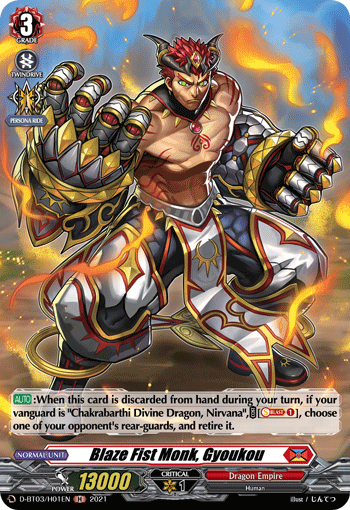 3
GRADE
TWINDRIVE
PERSONA RIDE
AUTO:When this card is discarded from hand during your turn, if your
vanguard is "Chakrabarthi Divine Dragon, Nirvana", [BLAST 1], choose
one of your opponent's rear-guards, and retire it.
NORMAL UNIT
Blaze Fist Monk, Gyoukou
POWER 13000
CRITICAL
1
Dragon Empire
Human
D-BT03/H01EN H 2021
illust / じんてつ